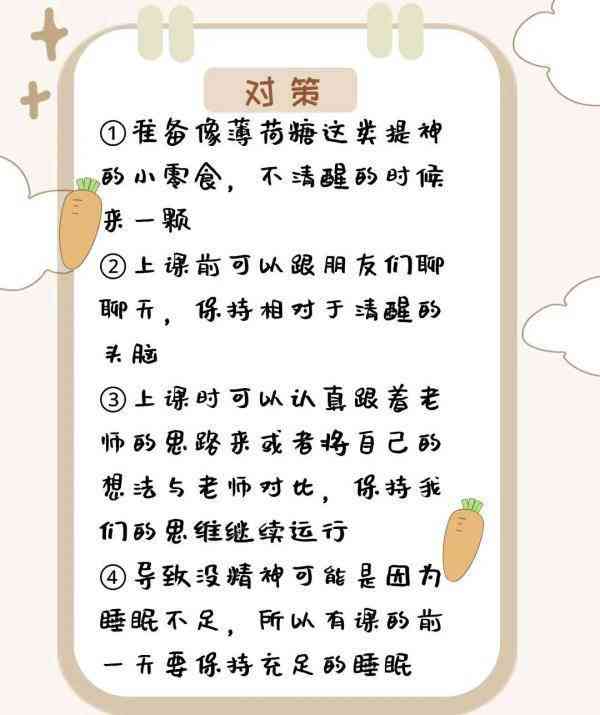 对策
①准备像薄荷糖这类提神
的小零食，不清醒的时候
来一颗
②上课前可以跟朋友们聊
聊天，保持相对于清醒的
头脑
③上课时可以认真跟着老
师的思路来或者将自己的
想法与老师对比，保持我
们的思维继续运行
④导致没精神可能是因为
睡眠不足，所以有课的前
一天要保持充足的睡眠